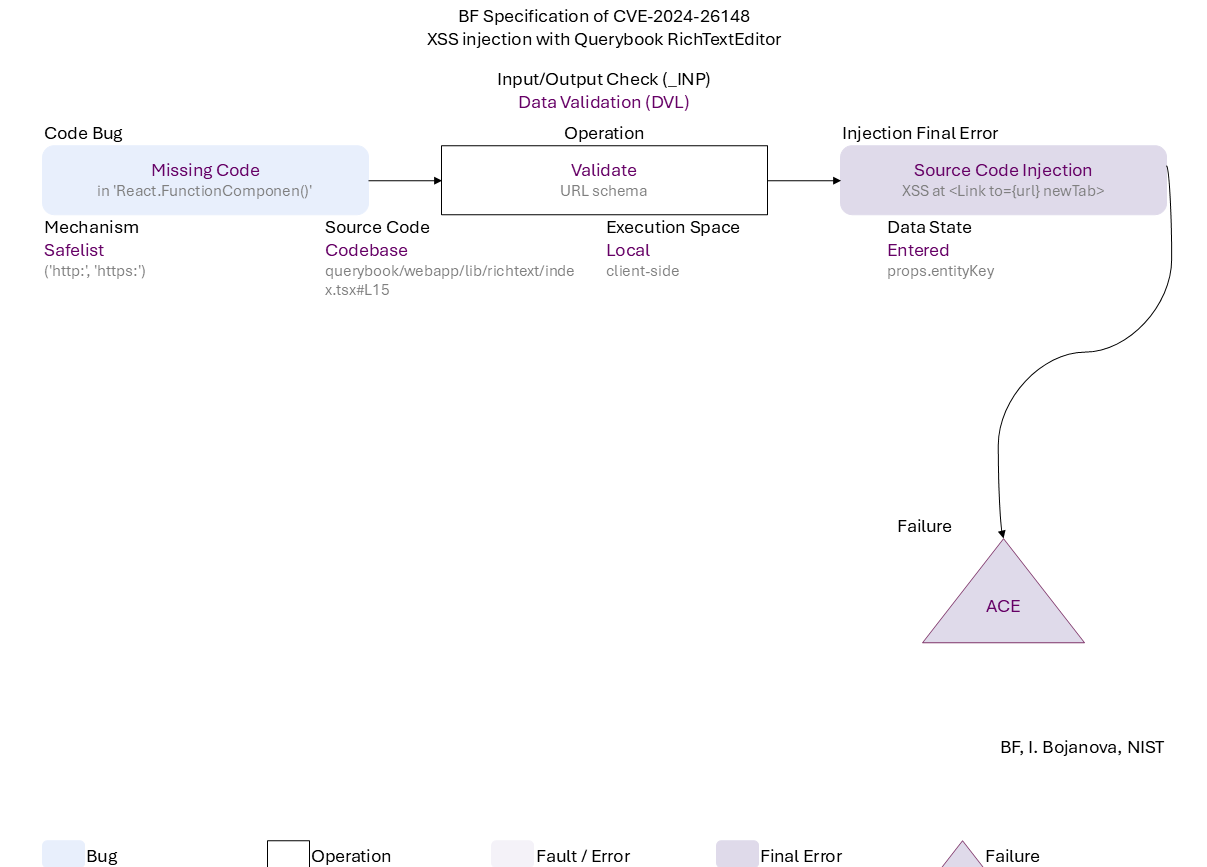 BF Specification of CVE-2024-26148
XSS injection with Querybook RichTextEditor
Input/Output Check (_INP)
Data Validation (DVL)
Code Bug
Operation
Injection Final Error
Missing Code
in 'React.FunctionComponen()'
Validate
URL schema
Source Code Injection
XSS at <Link to={url} newTab>
Mechanism
Safelist
('http:', 'https:')
Source Code
Codebase
querybook/webapp/lib/richtext/inde
x.tsx#L15
Execution Space
Local
client-side
Data State
Entered
props.entityKey
Failure
ACE
BF, I. Bojanova, NIST
Bug
Operation
Fault / Error
Final Error
Failure